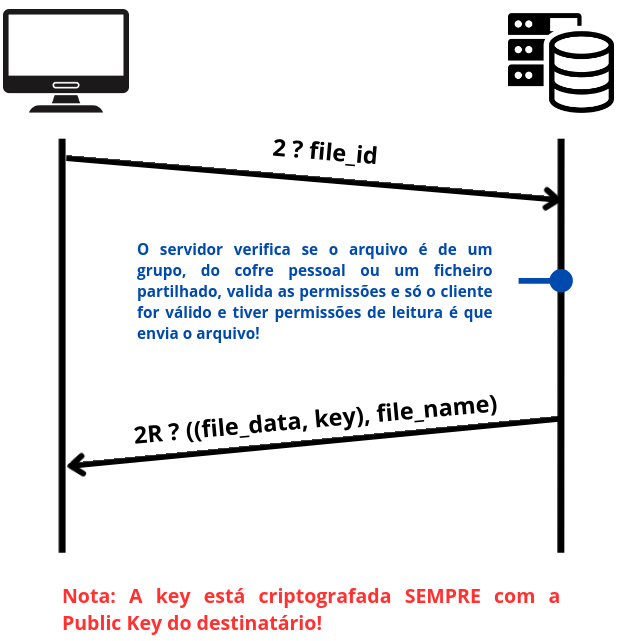 2 ? file_id
O servidor verifica se o arquivo é de um
grupo, do cofre pessoal ou um ficheiro
partilhado, valida as permissões e só o cliente
for válido e tiver permissões de leitura é que
envia o arquivo!
2R ? ((file_data, key), file_name)
Nota: A key está criptografada SEMPRE com a
Public Key do destinatário!